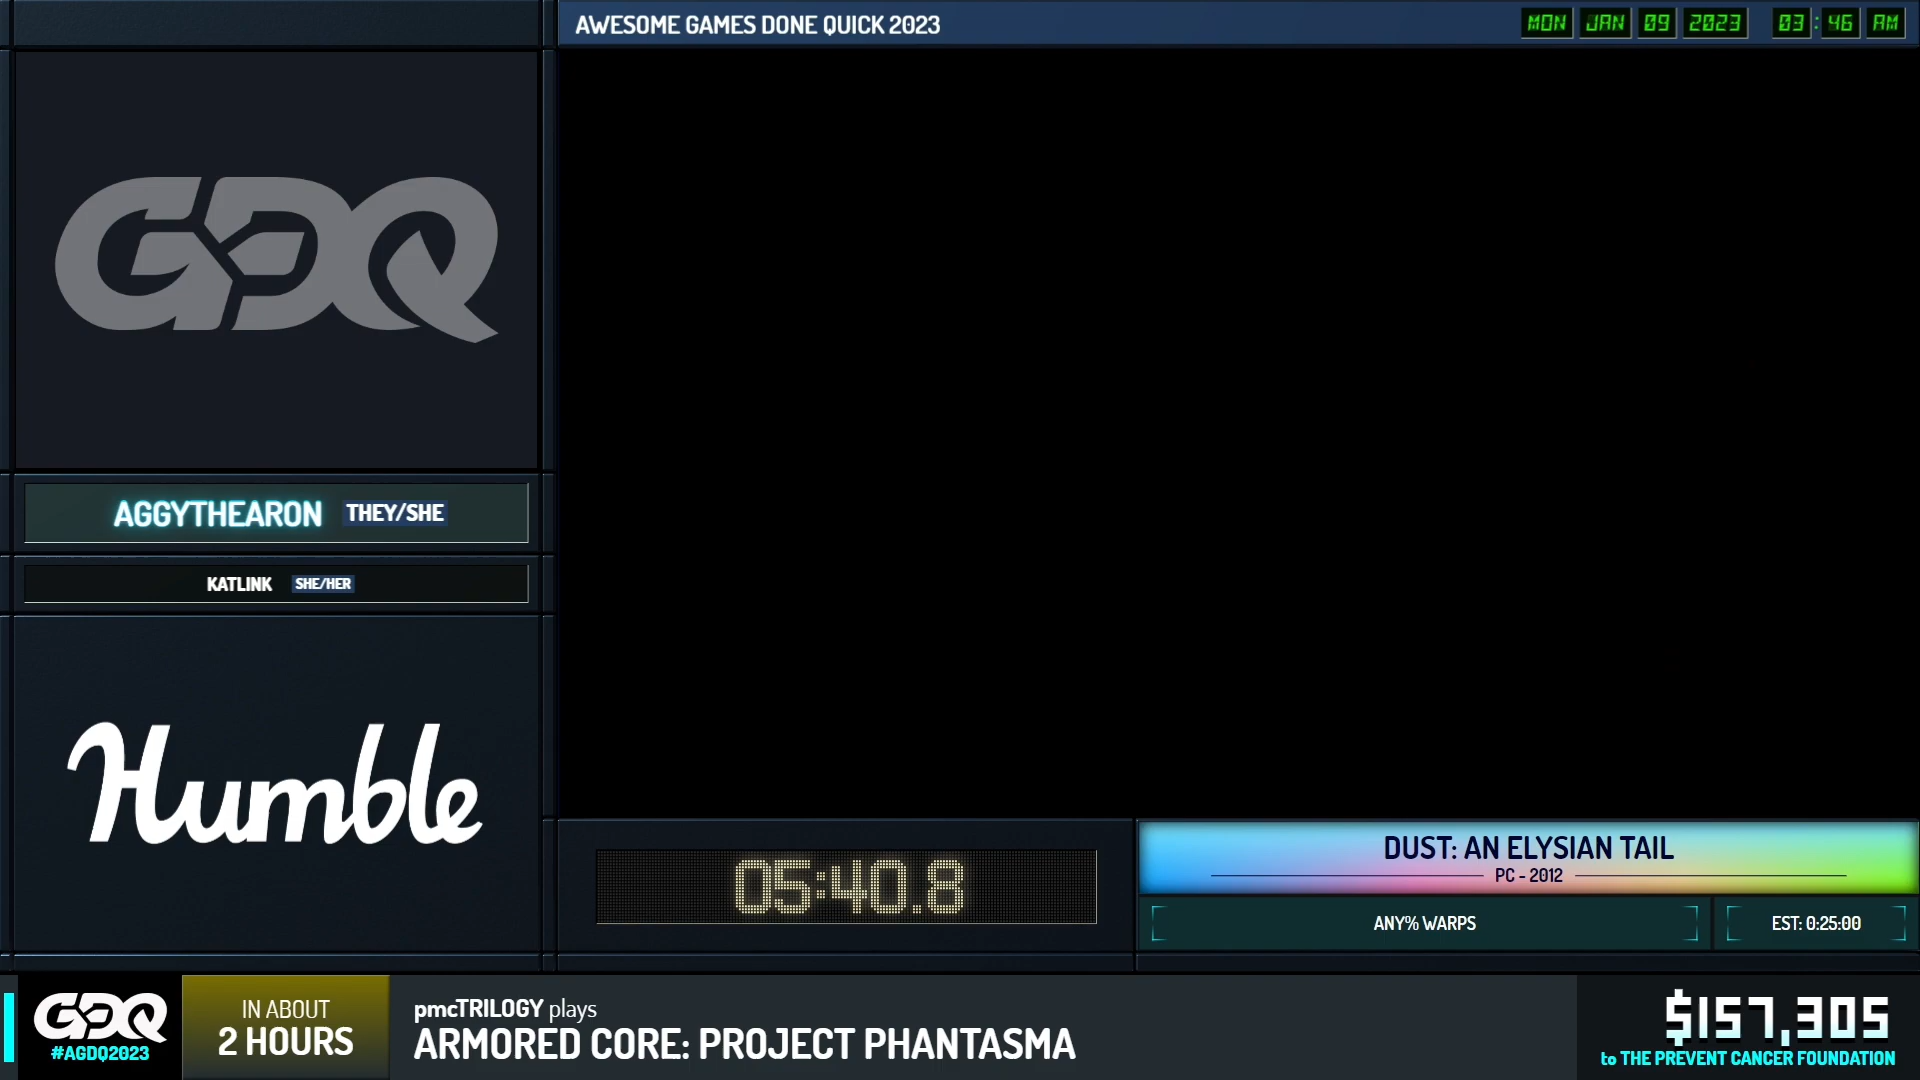 AWESOME GAMES DONE QUICK 2023
MON JAN 09 2023 03:46 AM
GDQ
AGGYTHEARON THEY/SHE
KATLINK SHE/HER
Humble
05:40.8
DUST: AN ELYSIAN TAIL
PC - 2012
ANY% WARPS
EST: 0:25:00
GDQ
#AGDQ2023
IN ABOUT
2 HOURS
pmcTRILOGY plays
ARMORED CORE: PROJECT PHANTASMA
$157,305
to THE PREVENT CANCER FOUNDATION